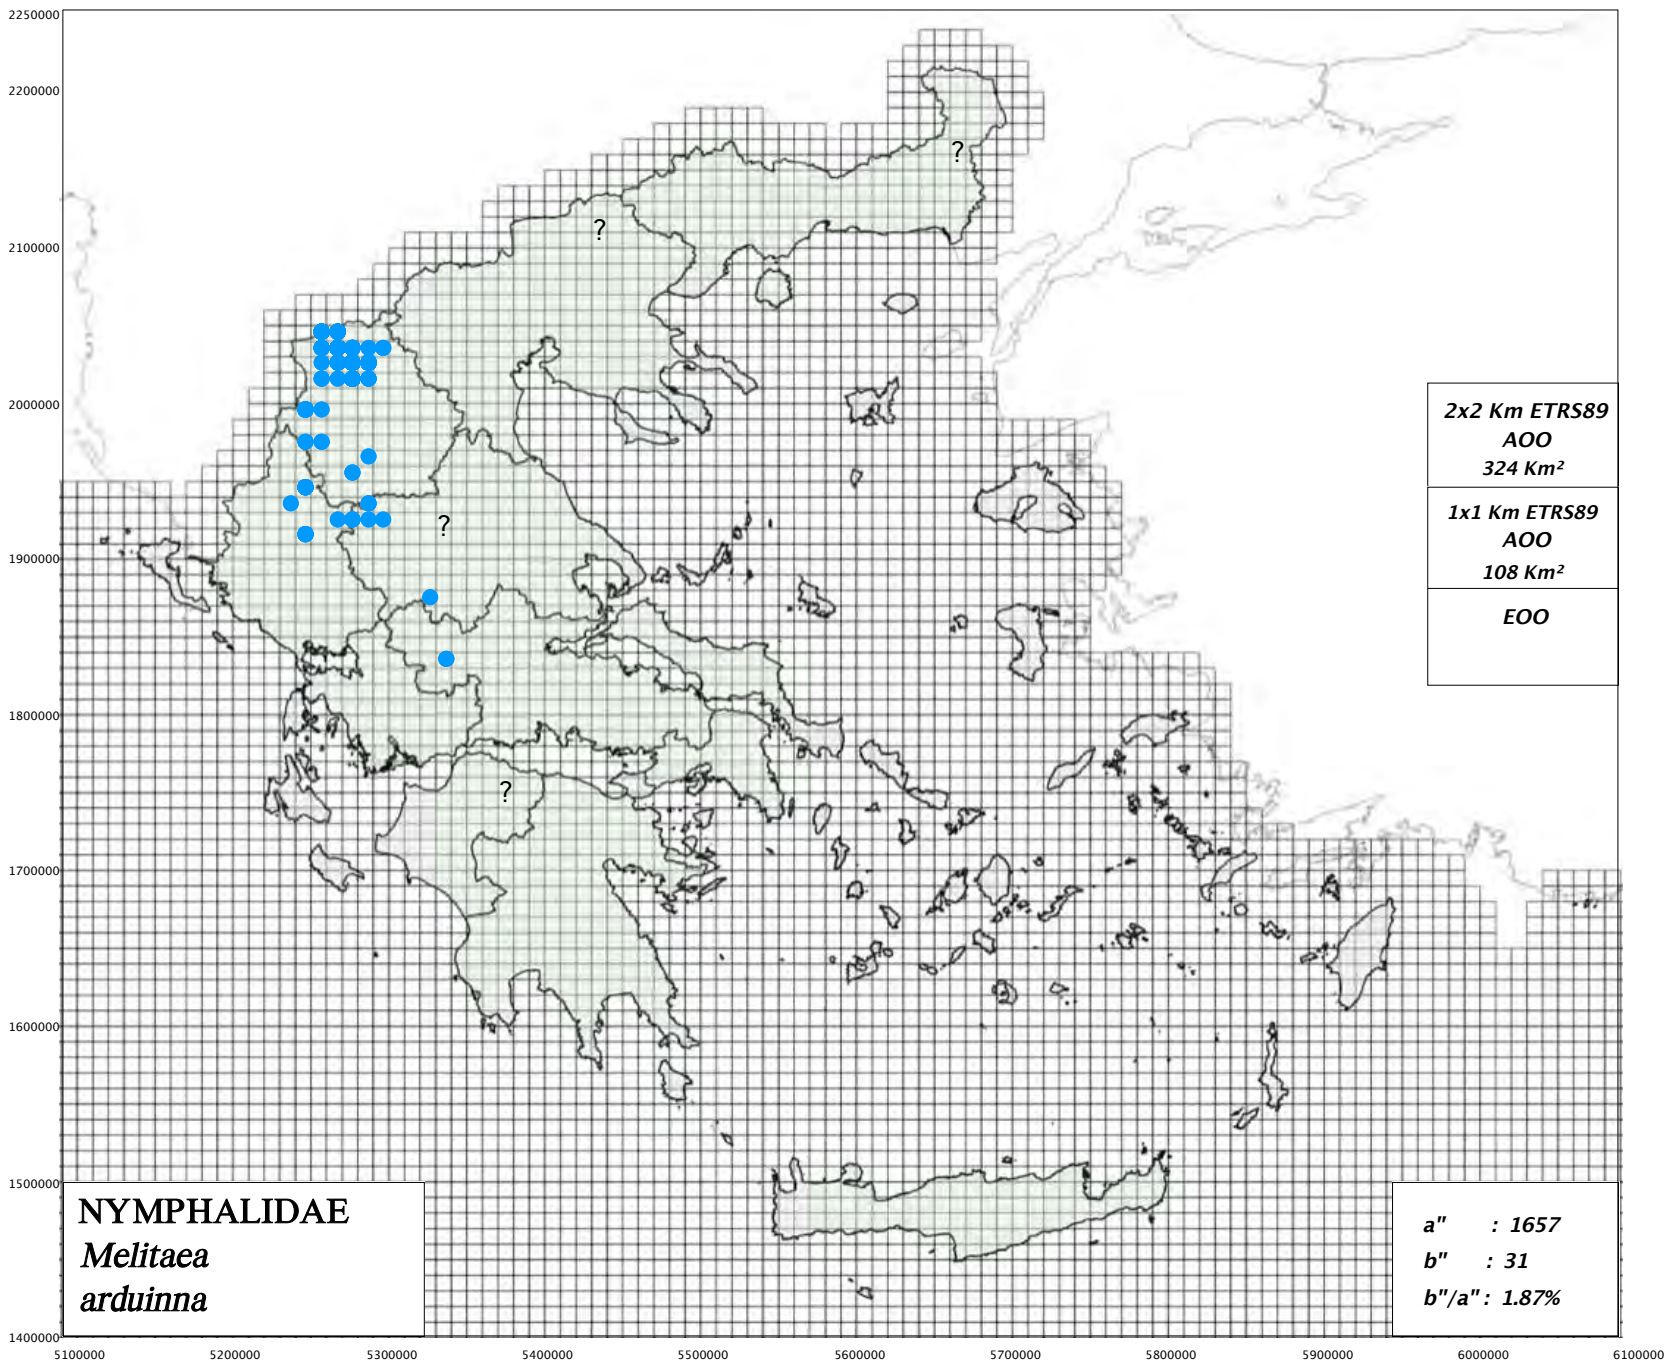 2250000
2200000
2100000
2000000
1900000
1800000
1700000
1600000
1500000
1400000
?
?
?
?
2x2 Km ETRS89
AOO
324 Km²
1x1 Km ETRS89
AOO
108 Km²
EOO
NYMPHALIDAE
Melitaea
arduinna
a" : 1657
b" : 31
b"/a" : 1.87%
5100000 5200000 5300000 5400000 5500000 5600000 5700000 5800000 5900000 6000000 6100000